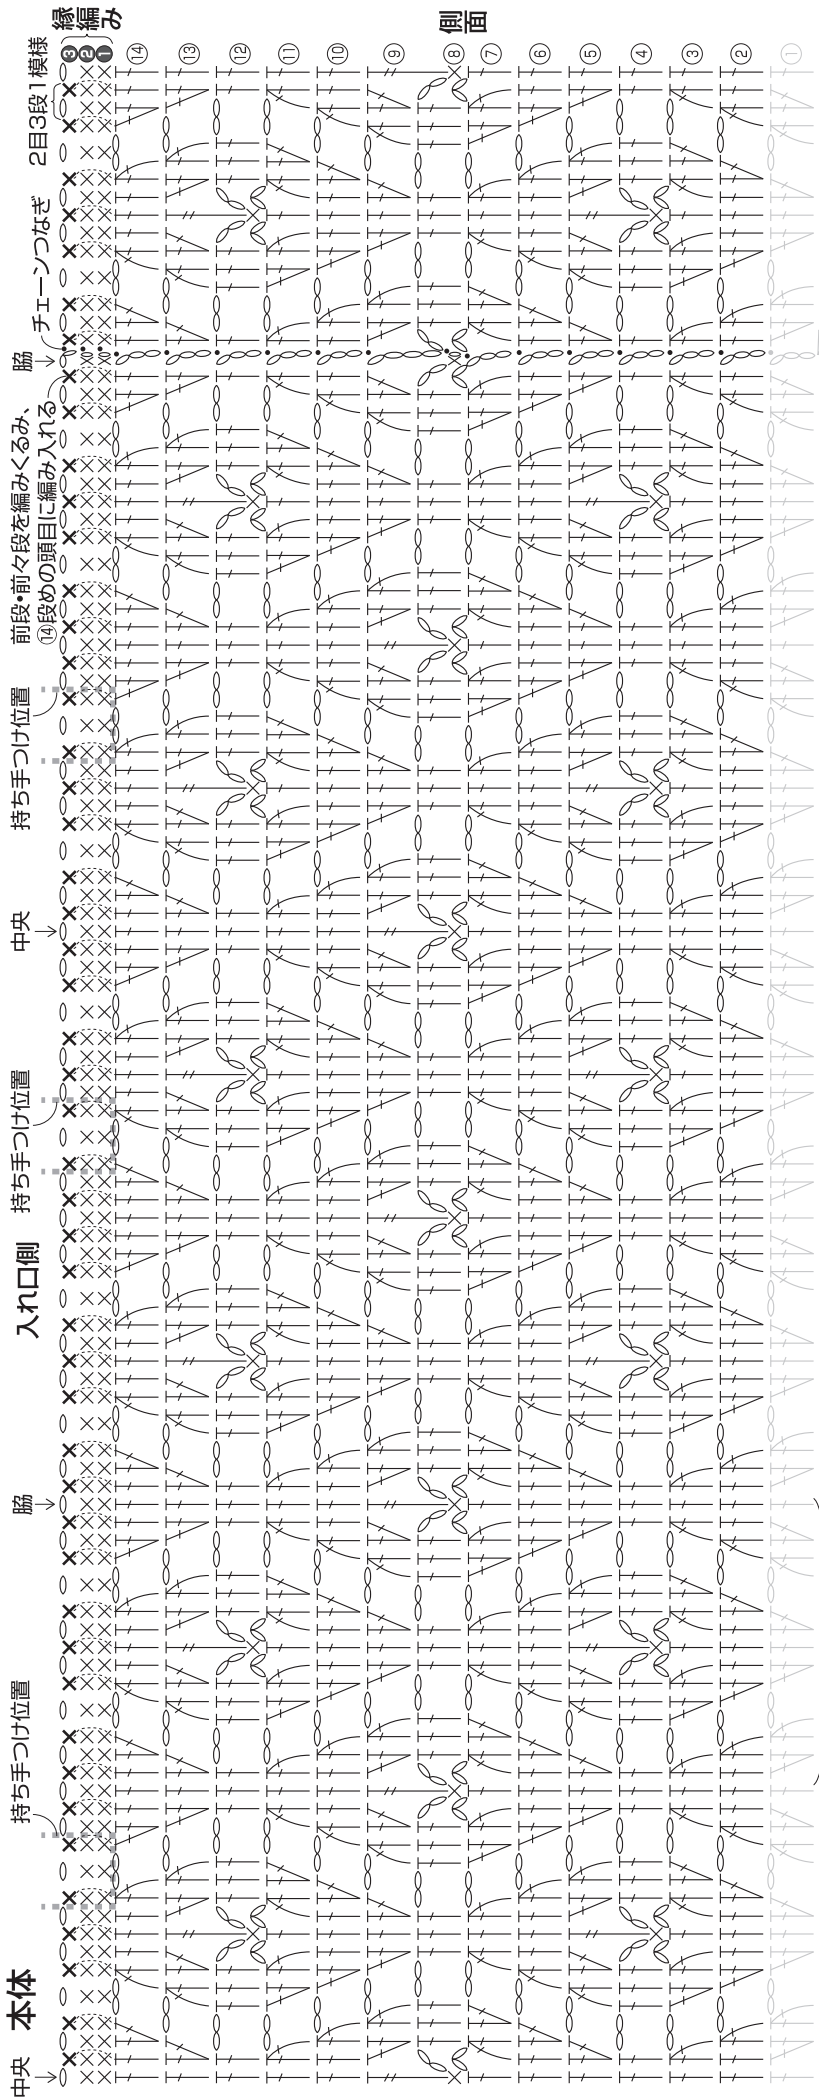 本体
入れ口側
中央
持ち手つけ位置
脇
持ち手つけ位置
中央
持ち手つけ位置
前段・前々段を編みくるみ、
⑭段めの頭目に編み入れる
脇
チェーンつなぎ
2目3段1模様
縁編み
❸
❷
❶
側面
⑭
⑬
⑫
⑪
⑩
⑨
⑧
⑦
⑥
⑤
④
③
②
①